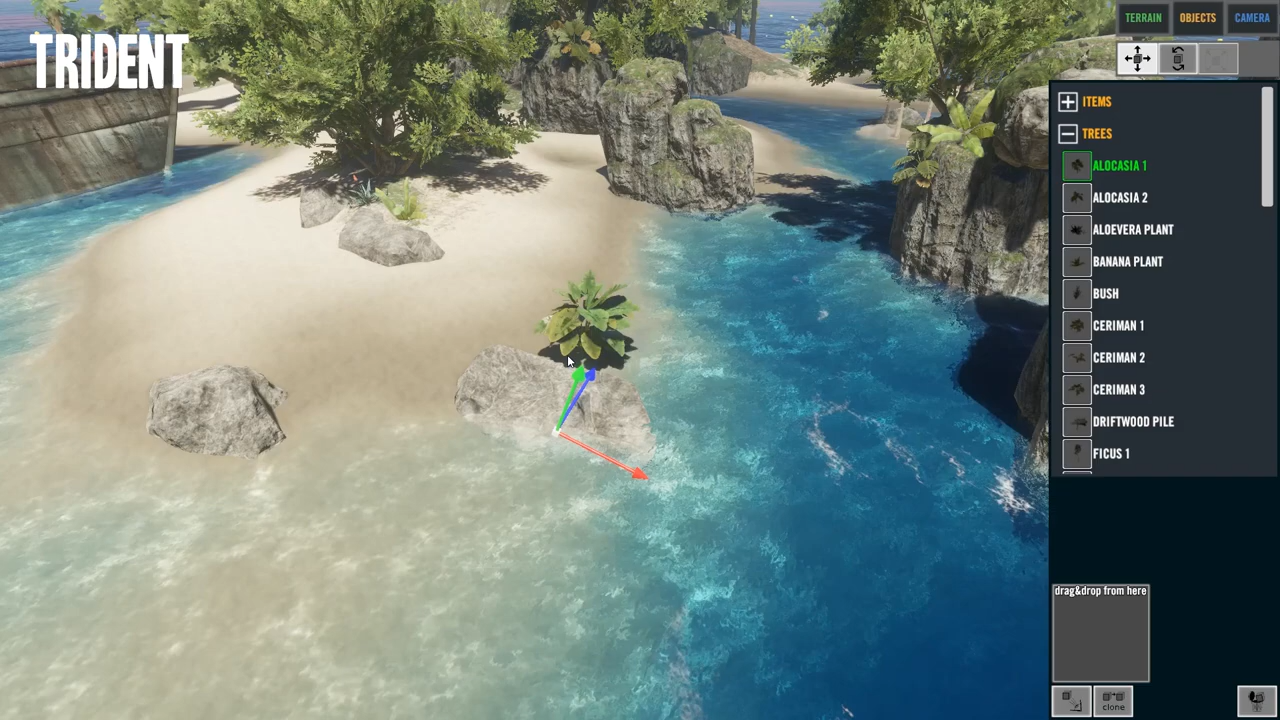 TRIDENT
TERRAIN
OBJECTS
CAMERA
ITEMS
TREES
ALOCASIA 1
ALOCASIA 2
ALOEVERA PLANT
BANANA PLANT
BUSH
CERIMAN 1
CERIMAN 2
CERIMAN 3
DRIFTWOOD PILE
FICUS 1
drag&drop from here
clone